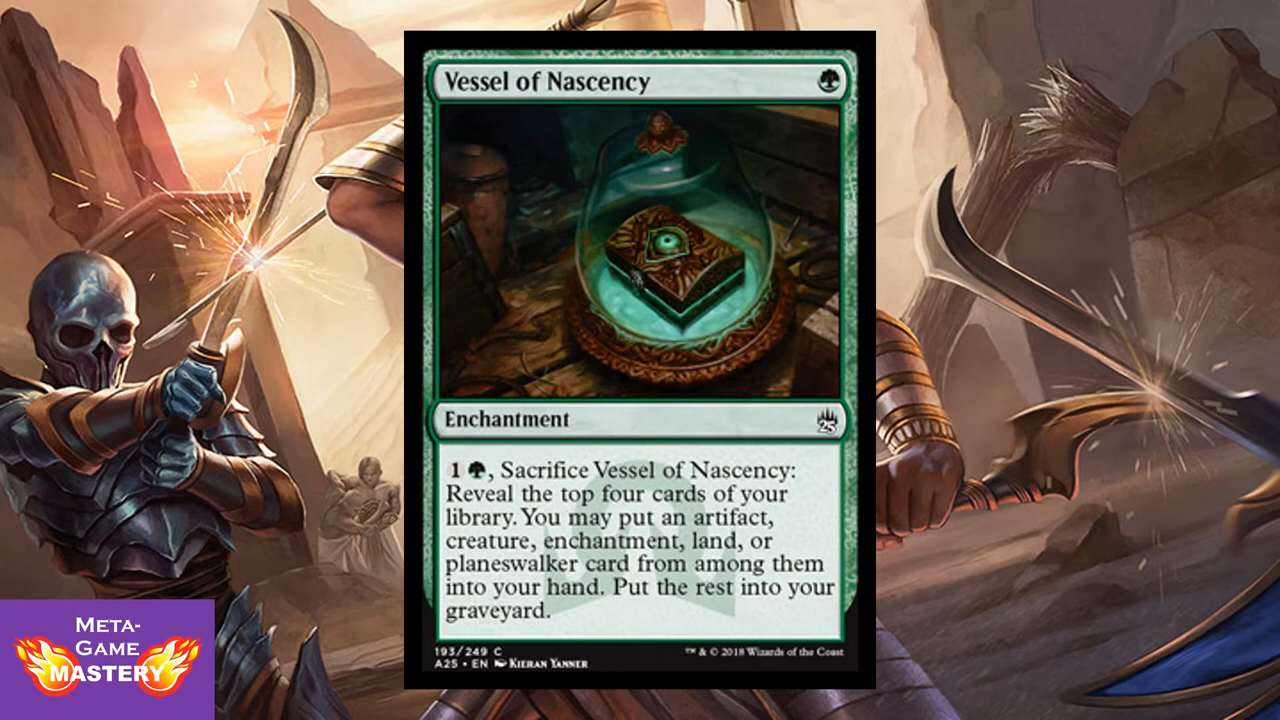 Vessel of Nascency
Enchantment
25
1 , Sacrifice Vessel of Nascency:
Reveal the top four cards of your
library. You may put an artifact,
creature, enchantment, land, or
planeswalker card from among them
into your hand. Put the rest into your
graveyard.
193/249 C
A25 • EN Kieran Yanner
™ & © 2018 Wizards of the Coast
Meta-
Game
Mastery